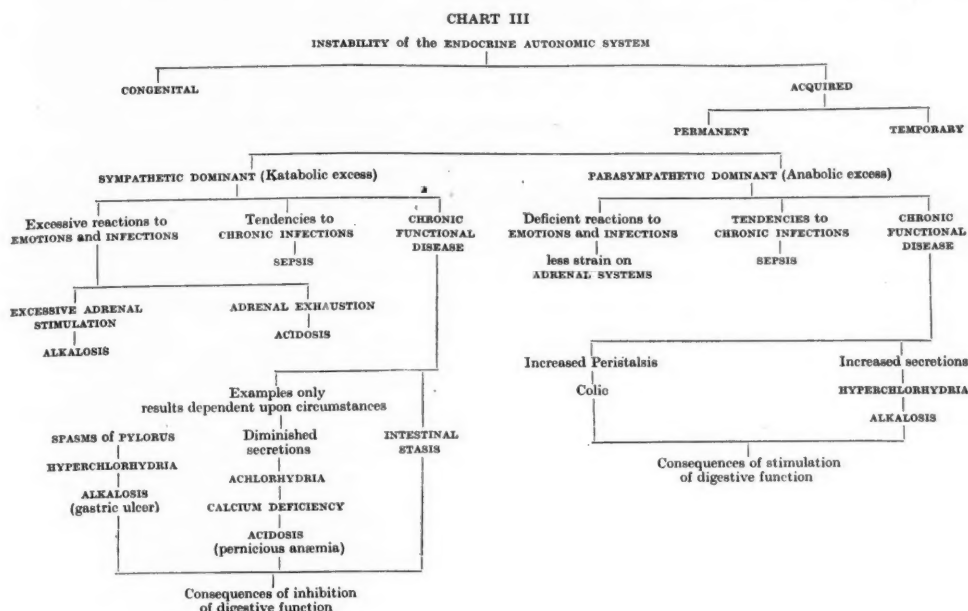 CHART III
INSTABILITY of the ENDOCRINE AUTONOMIC SYSTEM
CONGENITAL
ACQUIRED
PERMANENT
TEMPORARY
SYMPATHETIC DOMINANT (Katabolic excess)
PARASYMPATHETIC DOMINANT (Anabolic excess)
Excessive reactions to
EMOTIONS and INFECTIONS
Tendencies to
CHRONIC INFECTIONS
SEPSIS
CHRONIC
FUNCTIONAL
DISEASE
Deficient reactions to
EMOTIONS and INFECTIONS
less strain on
ADRENAL SYSTEMS
TENDENCIES to
CHRONIC INFECTIONS
SEPSIS
CHRONIC
FUNCTIONAL
DISEASE
EXCESSIVE ADRENAL
STIMULATION
ALKALOSIS
ADRENAL EXHAUSTION
ACIDOSIS
Increased Peristalsis
Colic
Increased secretions
HYPERCHLORHYDRIA
ALKALOSIS
Consequences of stimulation
of digestive function
Examples only
results dependent upon circumstances
SPASMS of PYLORUS
HYPERCHLORHYDRIA
ALKALOSIS
(gastric ulcer)
Diminished
secretions
ACHLORHYDRIA
CALCIUM DEFICIENCY
ACIDOSIS
(pernicious anæmia)
INTESTINAL
STASIS
Consequences of inhibition
of digestive function